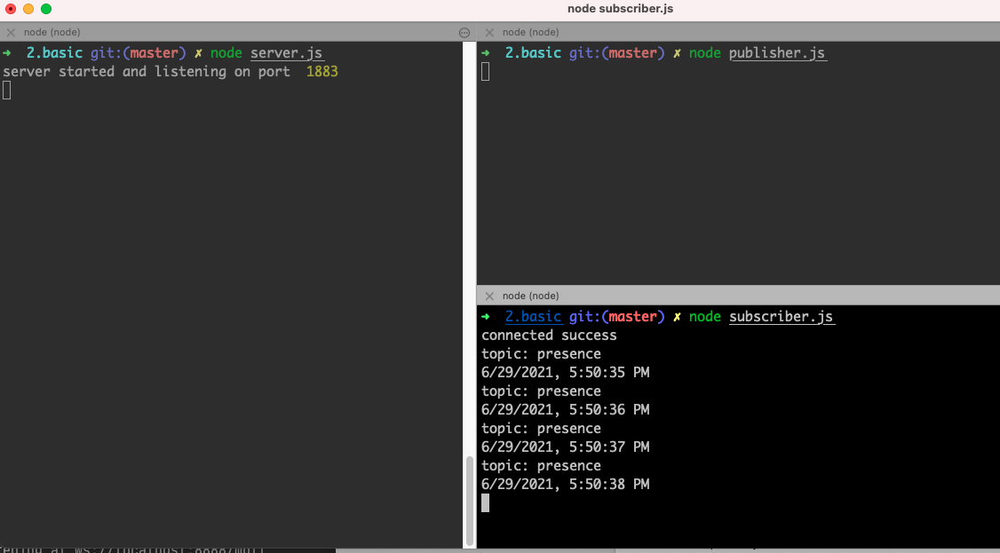 node subscriber.js
node (node)
➜ 2.basic git:(master) ✗ node server.js
server started and listening on port 1883
node (node)
➜ 2.basic git:(master) ✗ node publisher.js
node (node)
➜ 2.basic git:(master) ✗ node subscriber.js
connected success
topic: presence
6/29/2021, 5:50:35 PM
topic: presence
6/29/2021, 5:50:36 PM
topic: presence
6/29/2021, 5:50:37 PM
topic: presence
6/29/2021, 5:50:38 PM